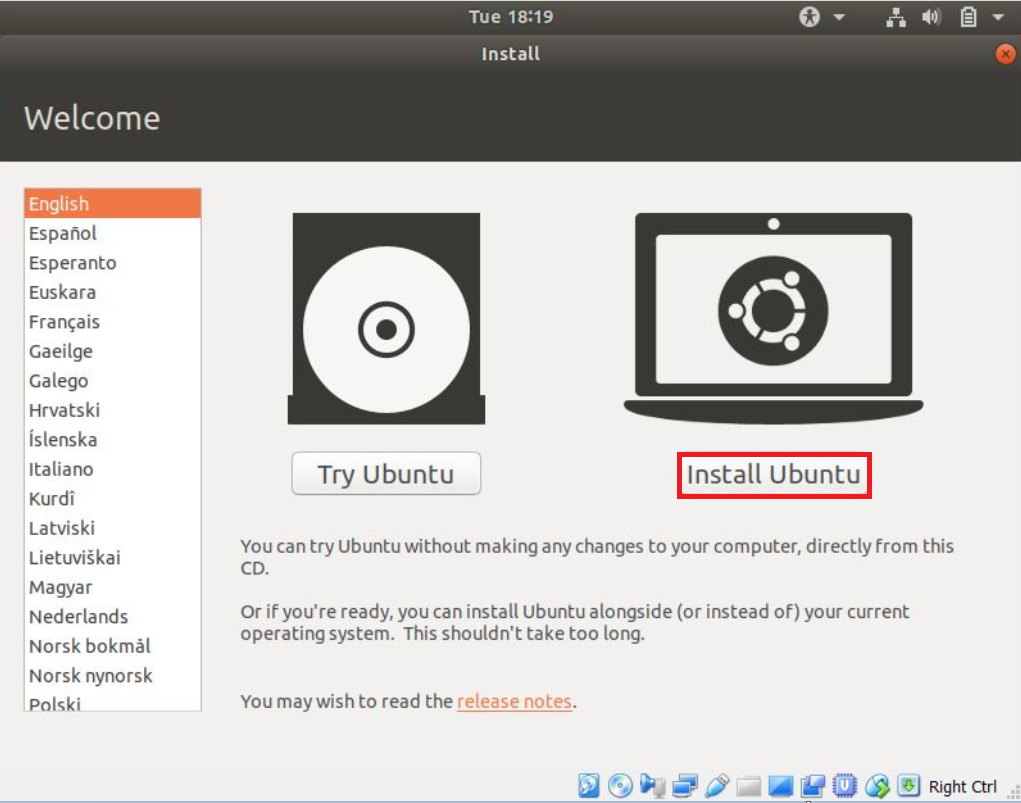 Tue 18:19
Install
Welcome
English
Español
Esperanto
Euskara
Français
Gaeilge
Galego
Hrvatski
Íslenska
Italiano
Kurdî
Latviski
Lietuviškai
Magyar
Nederlands
Norsk bokmål
Norsk nynorsk
Polski
Try Ubuntu
Install Ubuntu
You can try Ubuntu without making any changes to your computer, directly from this
CD.
Or if you're ready, you can install Ubuntu alongside (or instead of) your current
operating system.  This shouldn't take too long.
You may wish to read the release notes.
Right Ctrl